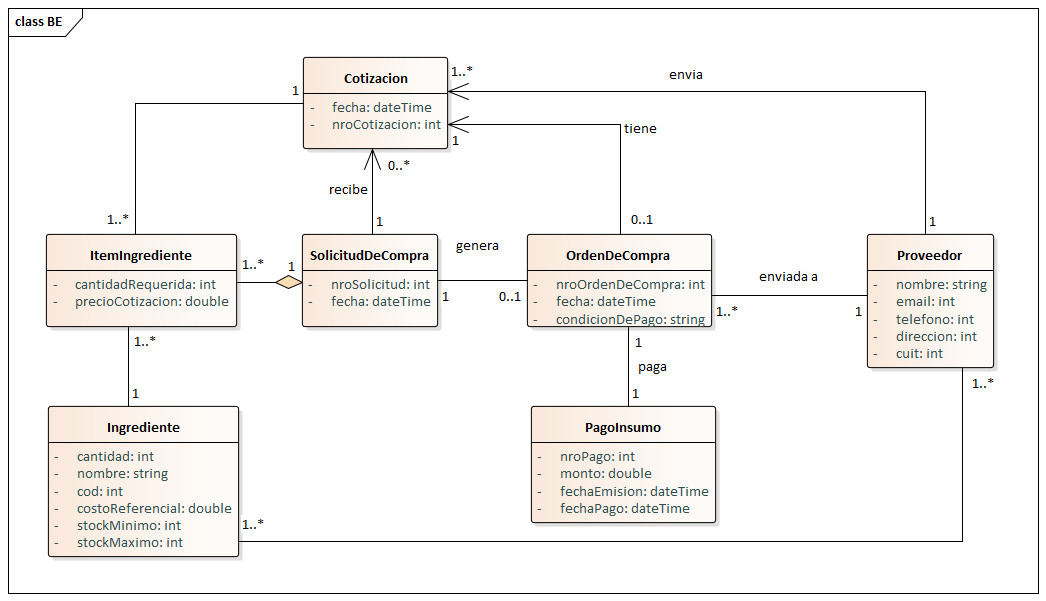 class BE
Cotizacion
- fecha: dateTime
- nroCotizacion: int
1..*
envia
1
1
tiene
0..*
recibe
1..*
1
0..1
1
ItemIngrediente
- cantidadRequerida: int
- precioCotizacion: double
1..*
1
SolicitudDeCompra
- nroSolicitud: int
- fecha: dateTime
genera
1
0..1
OrdenDeCompra
- nroOrdenDeCompra: int
- fecha: dateTime
- condicionDePago: string
enviada a
1..*
1
Proveedor
- nombre: string
- email: int
- telefono: int
- direccion: int
- cuit: int
1..*
1
1
paga
1
1..*
Ingrediente
- cantidad: int
- nombre: string
- cod: int
- costoReferencial: double
- stockMinimo: int
- stockMaximo: int
1..*
PagoInsumo
- nroPago: int
- monto: double
- fechaEmision: dateTime
- fechaPago: dateTime